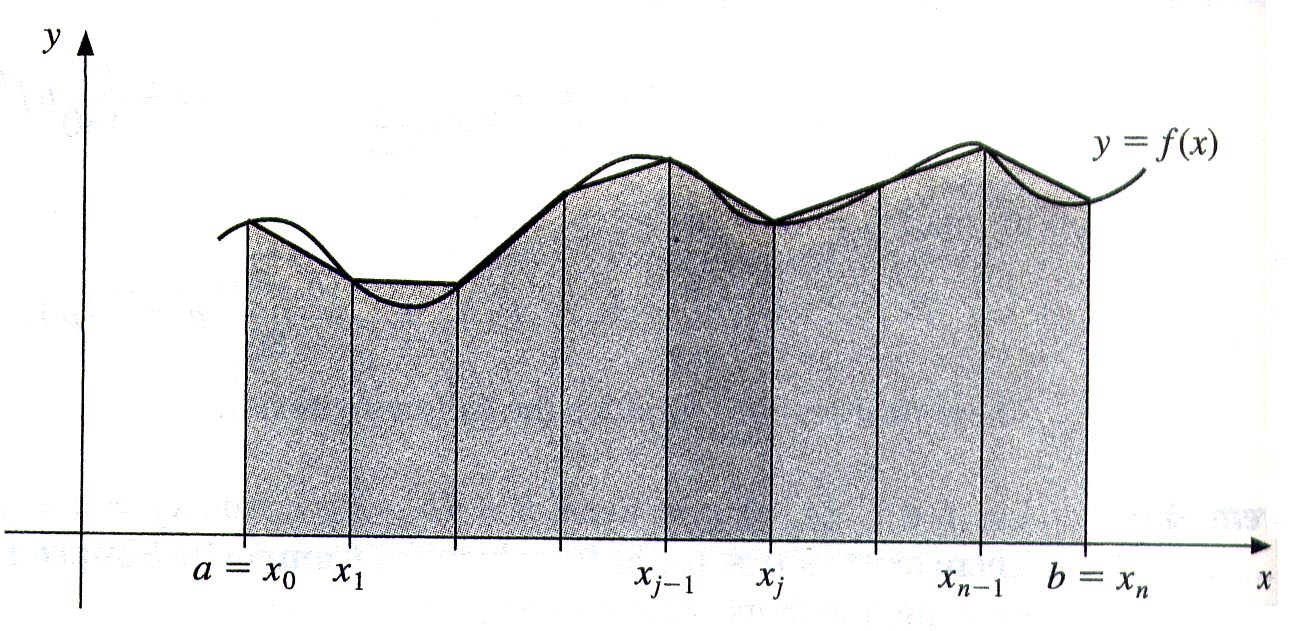 y
y = f(x)
a = x₀ x₁ xⱼ₋₁ xⱼ xₙ₋₁ b = xₙ x